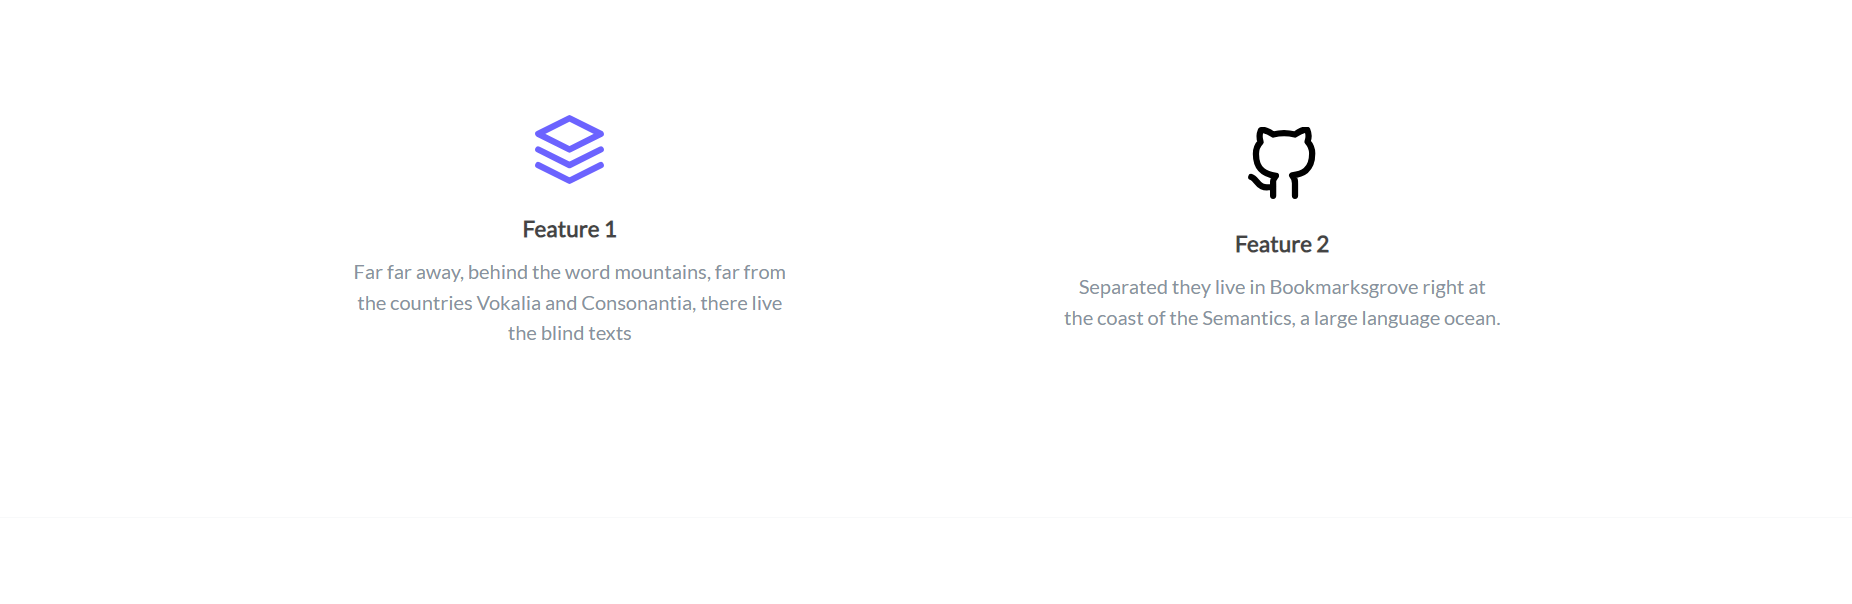 Feature 1
Far far away, behind the word mountains, far from
the countries Vokalia and Consonantia, there live
the blind texts
Feature 2
Separated they live in Bookmarksgrove right at
the coast of the Semantics, a large language ocean.